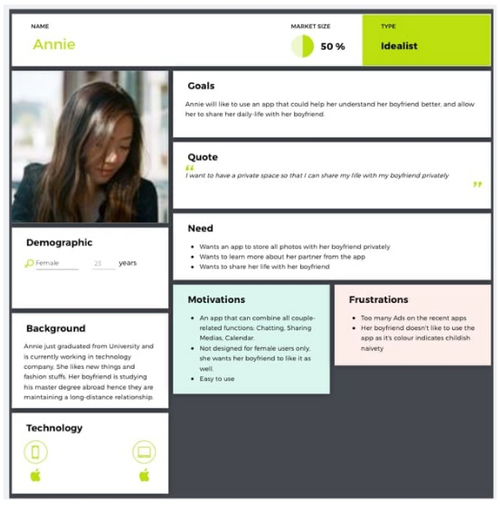 NAME
Annie
MARKET SIZE
50 %
TYPE
Idealist
Goals
Annie will like to use an app that could help her understand her boyfriend better, and allow
her to share her daily-life with her boyfriend.
Quote
“
I want to have a private space so that I can share my life with my boyfriend privately
”
Need
• Wants an app to store all photos with her boyfriend privately
• Wants to learn more about her partner from the app
• Wants to share her life with her boyfriend
Demographic
Female 25 years
Background
Annie just graduated from University and
is currently working in technology
company. She likes new things and
fashion stuffs. Her boyfriend is studying
his master degree abroad hence they are
maintaining a long-distance relationship.
Technology
Motivations
• An app that can combine all couple-
related functions. Chatting, Sharing
Medias, Calendar.
• Not designed for female users only,
she wants her boyfriend to like it as
well.
• Easy to use
Frustrations
• Too many Ads on the recent apps
• Her boyfriend doesn't like to use the
app as it's colour indicates childish
naivety